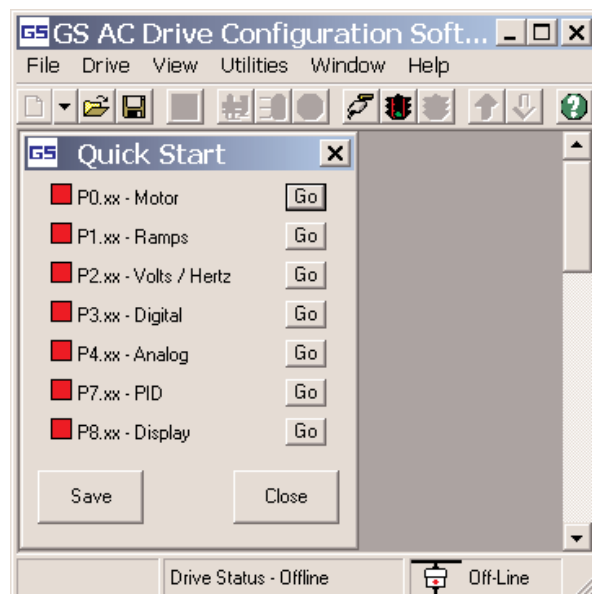 GS GS AC Drive Configuration Soft...
File Drive View Utilities Window Help
GS Quick Start
P0.xx - Motor Go
P1.xx - Ramps Go
P2.xx - Volts / Hertz Go
P3.xx - Digital Go
P4.xx - Analog Go
P7.xx - PID Go
P8.xx - Display Go
Save Close
Drive Status - Offline Off-Line